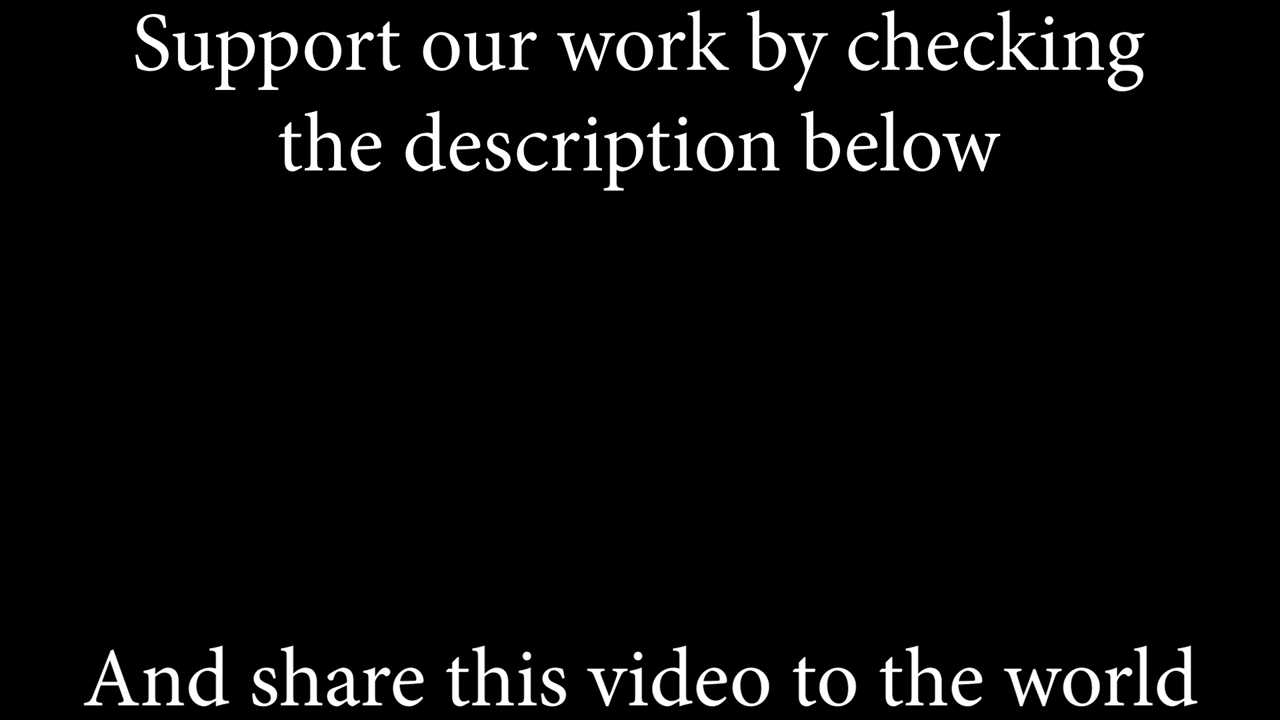 Support our work by checking
the description below
And share this video to the world